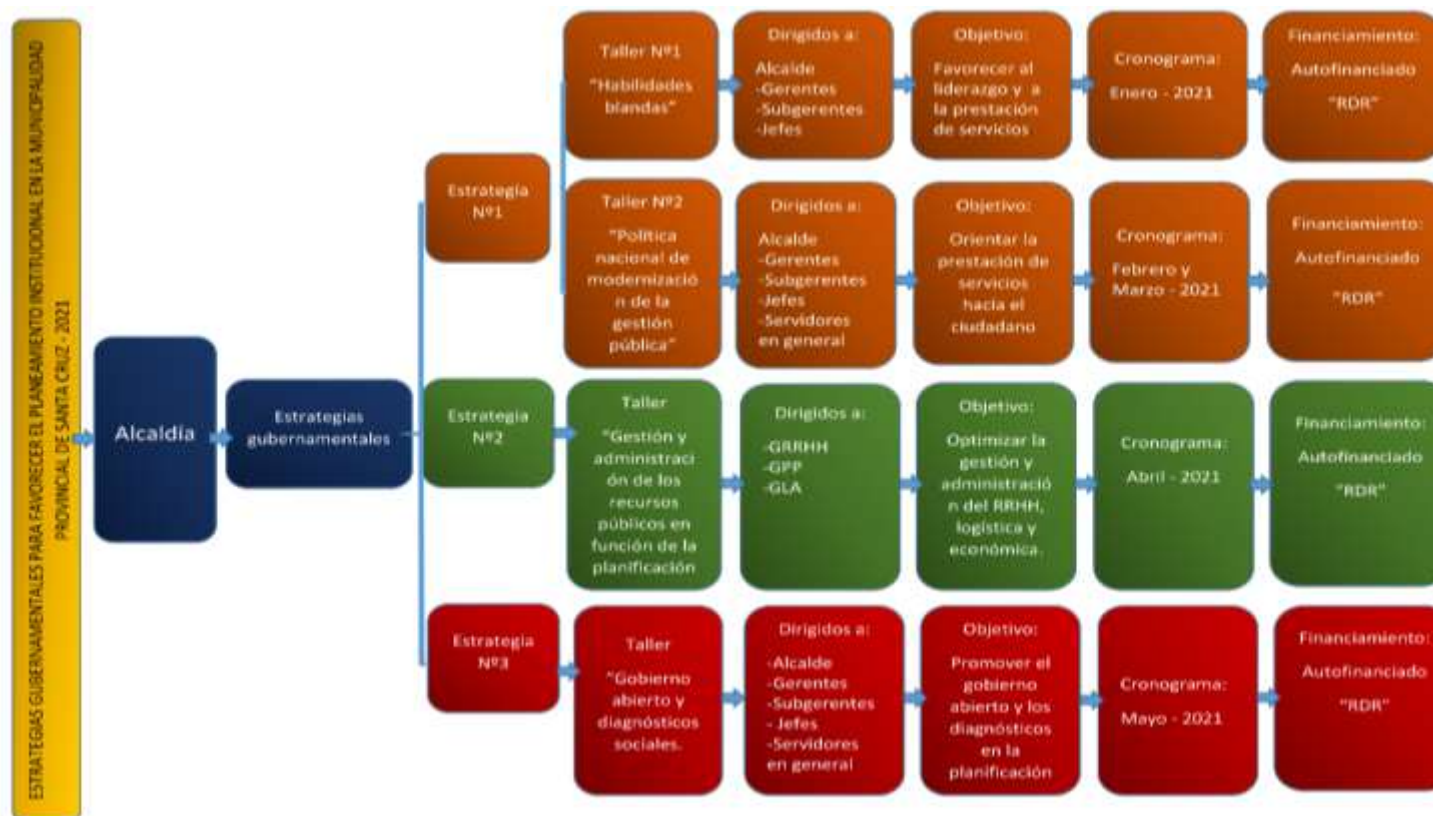 ESTRATEGIAS GUBERNAMENTALES PARA FAVORECER EL PLANEAMIENTO INSTITUCIONAL EN LA MUNICIPALIDAD
PROVINCIAL DE SANTA CRUZ - 2021
Alcaldía
Estrategias
gubernamentales
Estrategia
Nº1
Taller Nº1
"Habilidades
blandas"
Dirigidos a:
Alcalde
-Gerentes
-Subgerentes
-Jefes
Objetivo:
Favorecer al
liderazgo y a
la prestación
de servicios
Cronograma:
Enero - 2021
Financiamiento:
Autofinanciado
"RDR"
Taller Nº2
"Política
nacional de
modernizació
n de la
gestión
pública"
Dirigidos a:
Alcalde
-Gerentes
-Subgerentes
-Jefes
-Servidores
en general
Objetivo:
Orientar la
prestación de
servicios
hacia el
ciudadano
Cronograma:
Febrero y
Marzo - 2021
Financiamiento:
Autofinanciado
"RDR"
Estrategia
Nº2
Taller
"Gestión y
administraci
ón de los
recursos
públicos en
función de la
planificación
Dirigidos a:
-GRRHH
-GPP
-GLA
Objetivo:
Optimizar la
gestión y
administració
n del RRHH,
logística y
económica.
Cronograma:
Abril - 2021
Financiamiento:
Autofinanciado
"RDR"
Estrategia
Nº3
Taller
"Gobierno
abierto y
diagnósticos
sociales.
Dirigidos a:
-Alcalde
-Gerentes
-Subgerentes
- Jefes
-Servidores
en general
Objetivo:
Promover el
gobierno
abierto y los
diagnósticos
en la
planificación
Cronograma:
Mayo - 2021
Financiamiento:
Autofinanciado
"RDR"